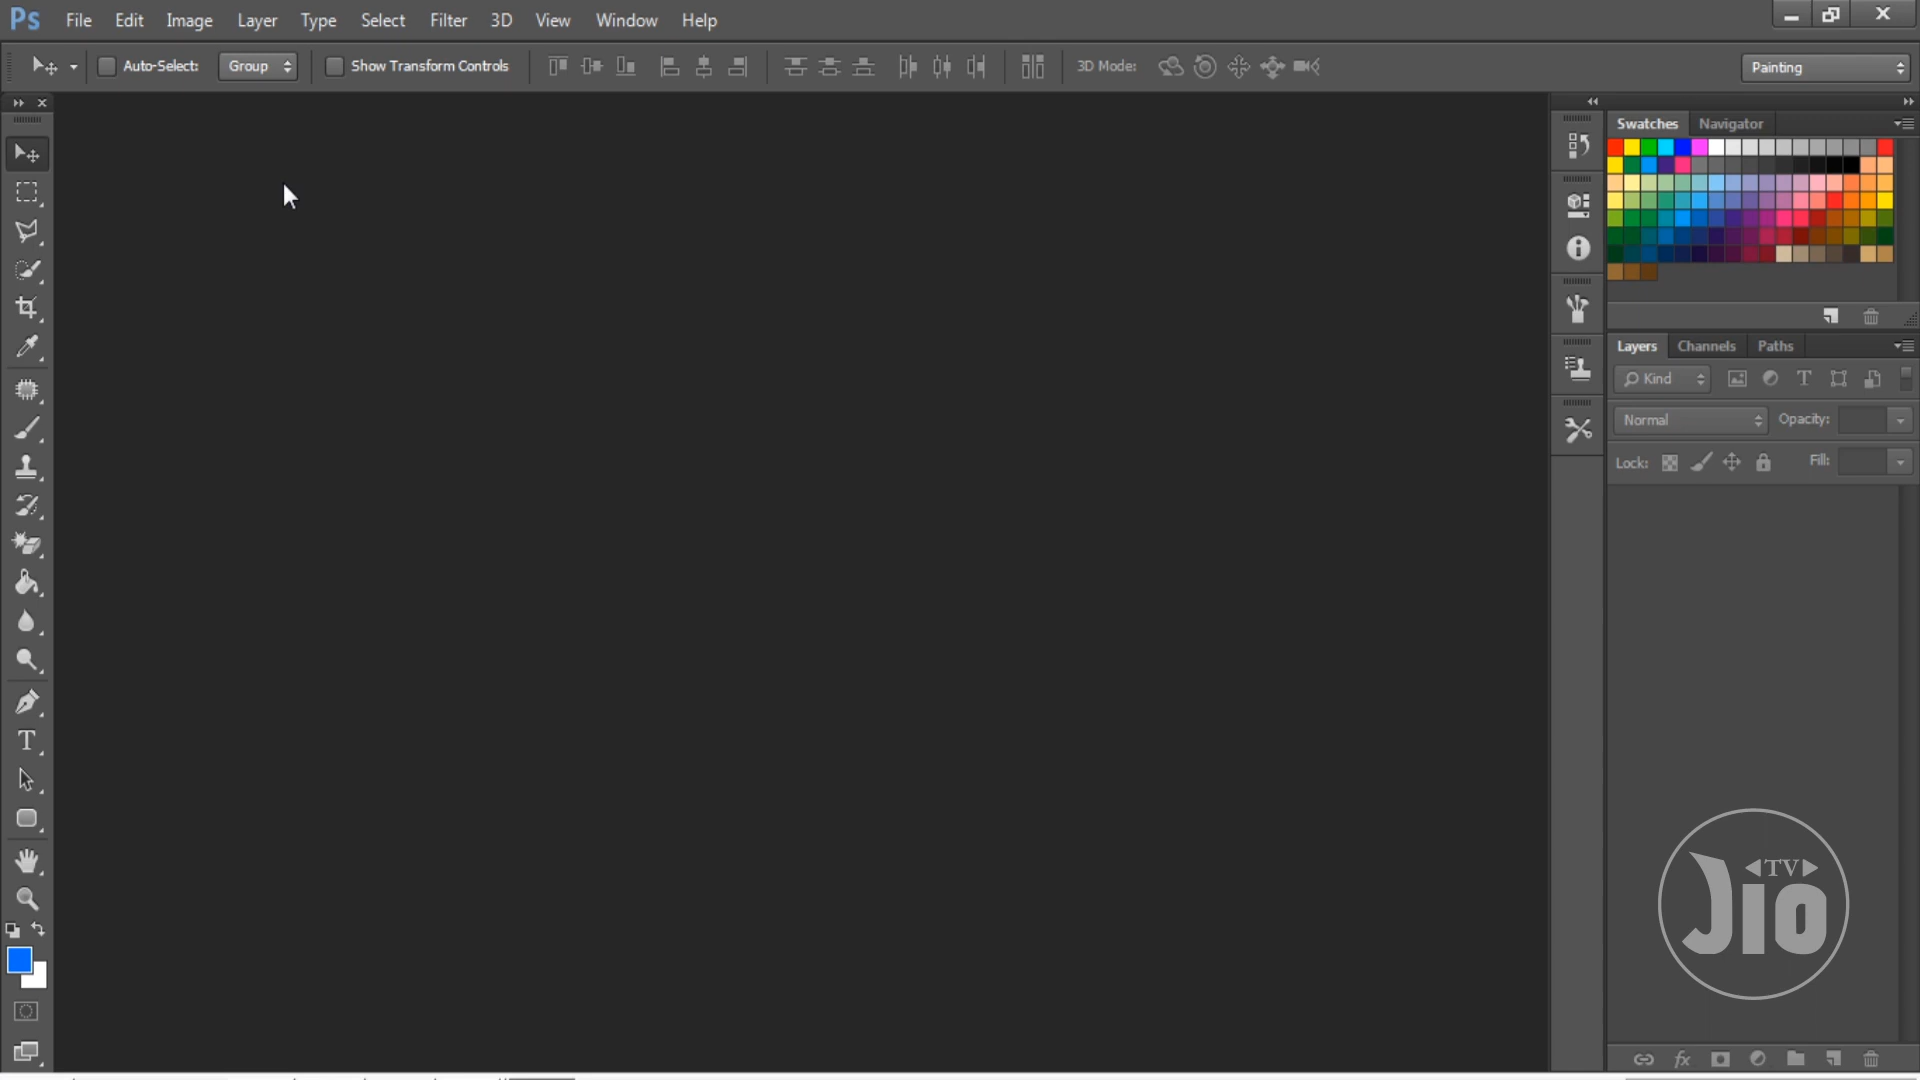 Ps File Edit Image Layer Type Select Filter 3D View Window Help
Auto-Select: Group Show Transform Controls 3D Mode: Painting
Swatches Navigator
Layers Channels Paths
Kind
Normal Opacity:
Lock: Fill:
TV
Jio